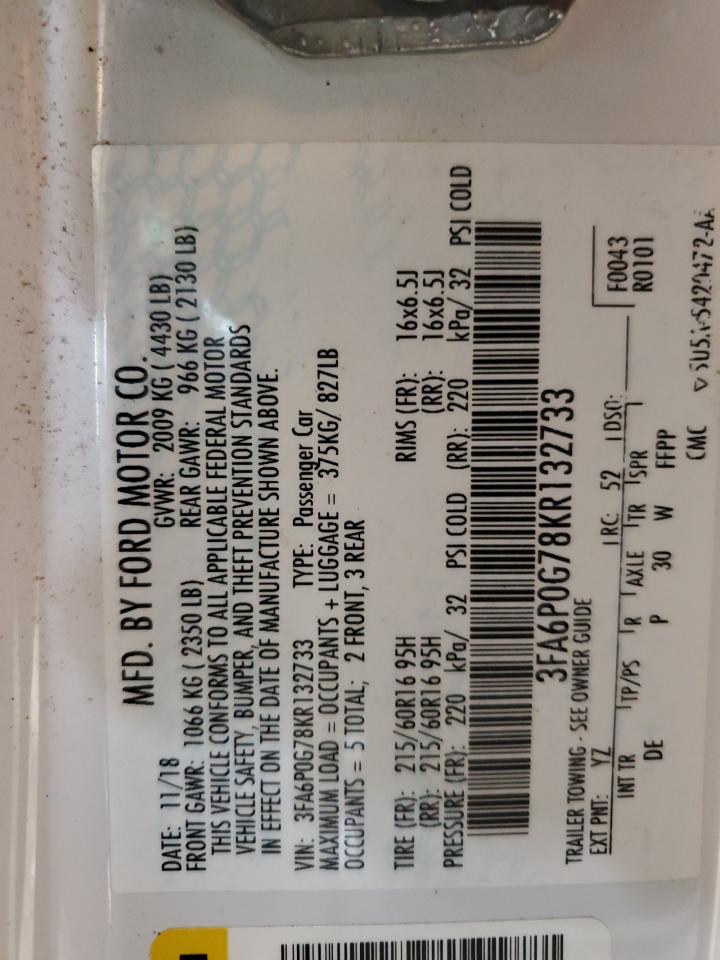 MFD. BY FORD MOTOR CO.
DATE: 11/18 GVWR: 2009 KG ( 4430 LB)
FRONT GAWR: 1066 KG ( 2350 LB) REAR GAWR: 966 KG ( 2130 LB)
THIS VEHICLE CONFORMS TO ALL APPLICABLE FEDERAL MOTOR
VEHICLE SAFETY, BUMPER, AND THEFT PREVENTION STANDARDS
IN EFFECT ON THE DATE OF MANUFACTURE SHOWN ABOVE.
VIN: 3FA6P0G78KR132733 TYPE: Passenger Car
MAXIMUM LOAD = OCCUPANTS + LUGGAGE = 375KG/ 827LB
OCCUPANTS = 5 TOTAL; 2 FRONT, 3 REAR
TIRE (FR): 215/60R16 95H RIMS (FR): 16x6.5J
(RR): 215/60R16 95H (RR): 16x6.5J
PRESSURE (FR): 220 kPa/ 32 PSI COLD (RR): 220 kPa/ 32 PSI COLD
3FA6P0G78KR132733
TRAILER TOWING - SEE OWNER GUIDE
EXT PNT: YZ RC: 52 DSO: F0043
INT TR TP/PS R AXLE TR SPR R0101
DE P 30 W FFPP
CMC